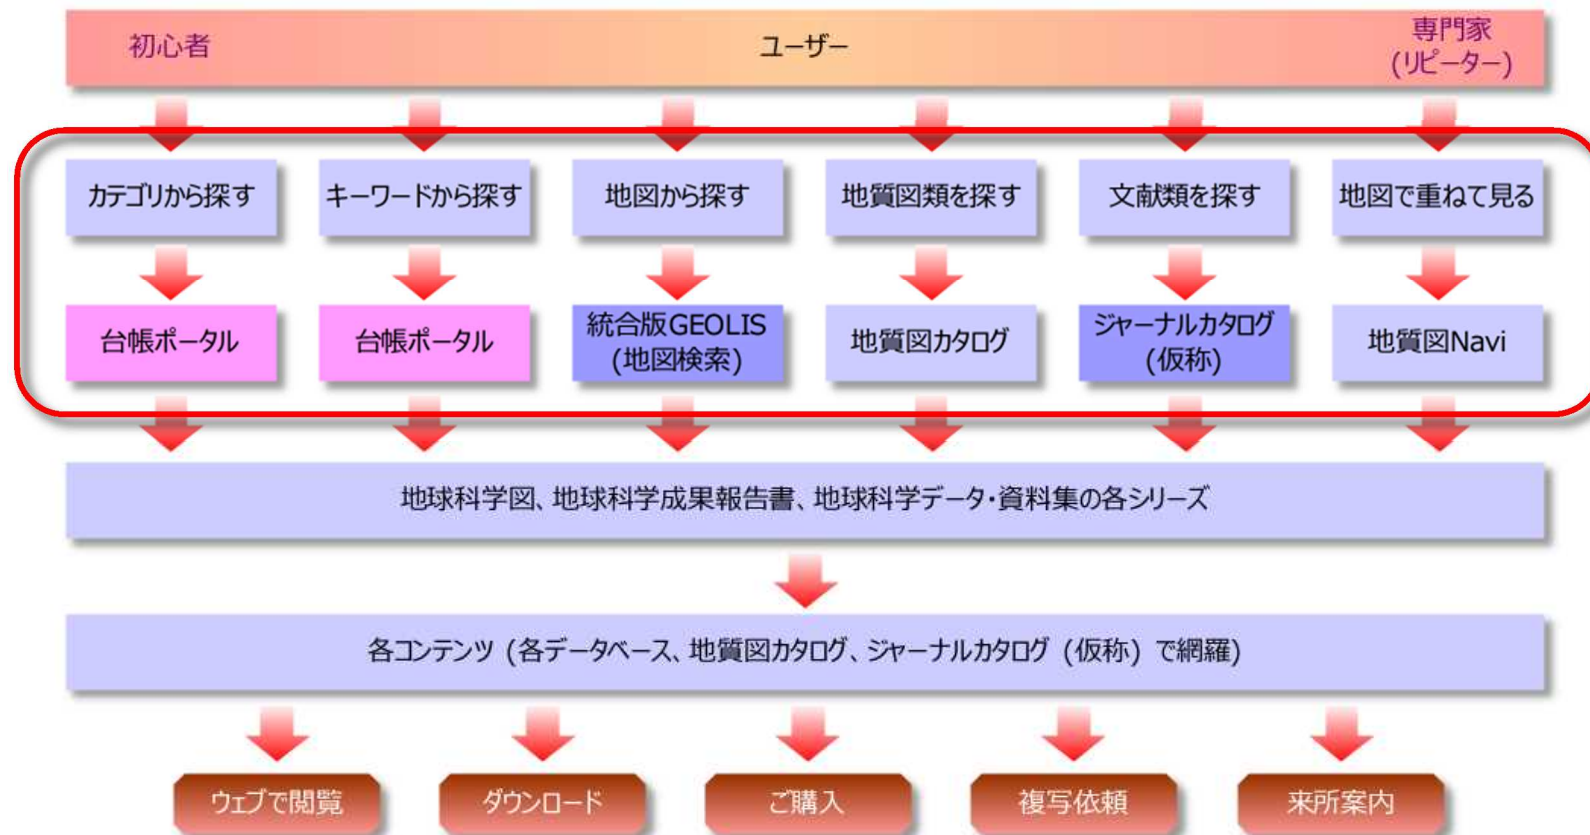 初心者
ユーザー
専門家
(リピーター)
カテゴリから探す
キーワードから探す
地図から探す
地質図類を探す
文献類を探す
地図で重ねて見る
台帳ポータル
台帳ポータル
統合版GEOLIS
(地図検索)
地質図カタログ
ジャーナルカタログ
(仮称)
地質図Navi
地球科学図、地球科学成果報告書、地球科学データ・資料集の各シリーズ
各コンテンツ (各データベース、地質図カタログ、ジャーナルカタログ (仮称) で網羅)
ウェブで閲覧
ダウンロード
ご購入
複写依頼
来所案内